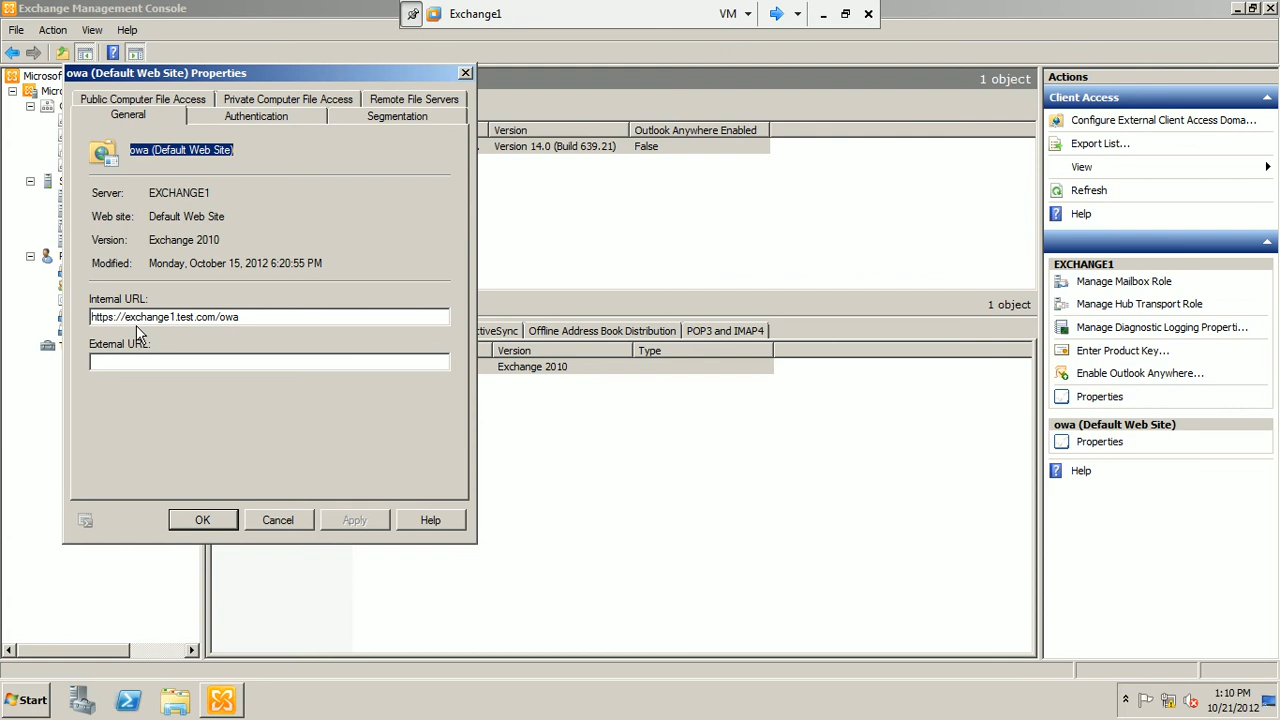 Exchange Management Console
Exchange1
VM
File Action View Help
Microsof
Micro
owa (Default Web Site) Properties
Public Computer File Access Private Computer File Access Remote File Servers
General Authentication Segmentation
owa (Default Web Site)
Server: EXCHANGE1
Web site: Default Web Site
Version: Exchange 2010
Modified: Monday, October 15, 2012 6:20:55 PM
Internal URL:
https://exchange1.test.com/owa
External URL:
OK Cancel Apply Help
1 object
Version Outlook Anywhere Enabled
Version 14.0 (Build 639.21) False
1 object
ctiveSync Offline Address Book Distribution POP3 and IMAP4
Version Type
Exchange 2010
Actions
Client Access
Configure External Client Access Doma...
Export List...
View
Refresh
Help
EXCHANGE1
Manage Mailbox Role
Manage Hub Transport Role
Manage Diagnostic Logging Properti...
Enter Product Key...
Enable Outlook Anywhere...
Properties
owa (Default Web Site)
Properties
Help
Start
1:10 PM
10/21/2012